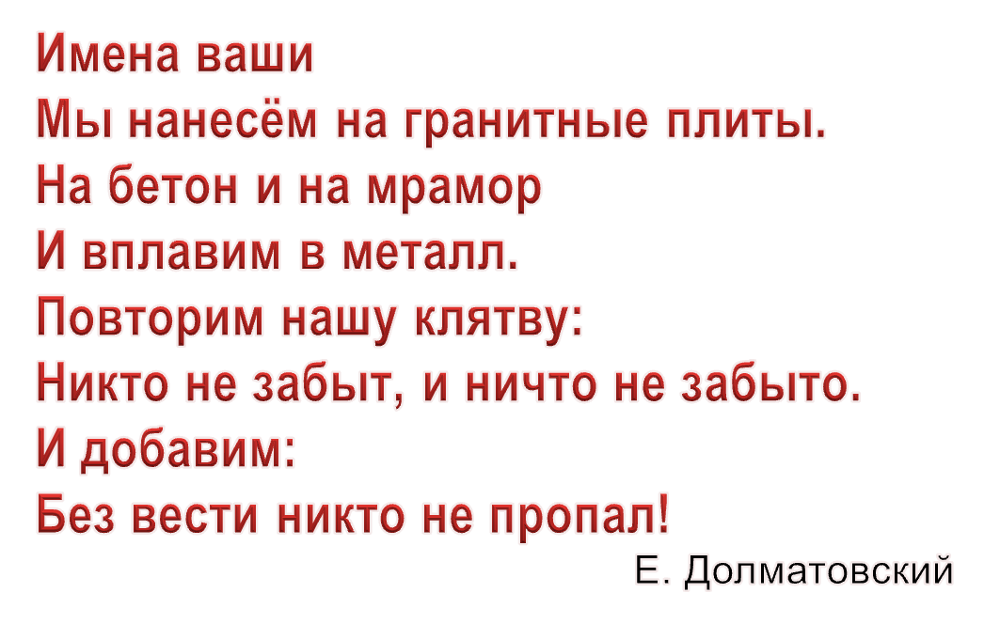 Имена ваши
Мы нанесём на гранитные плиты.
На бетон и на мрамор
И вплавим в металл.
Повторим нашу клятву:
Никто не забыт, и ничто не забыто.
И добавим:
Без вести никто не пропал!
Е. Долматовский